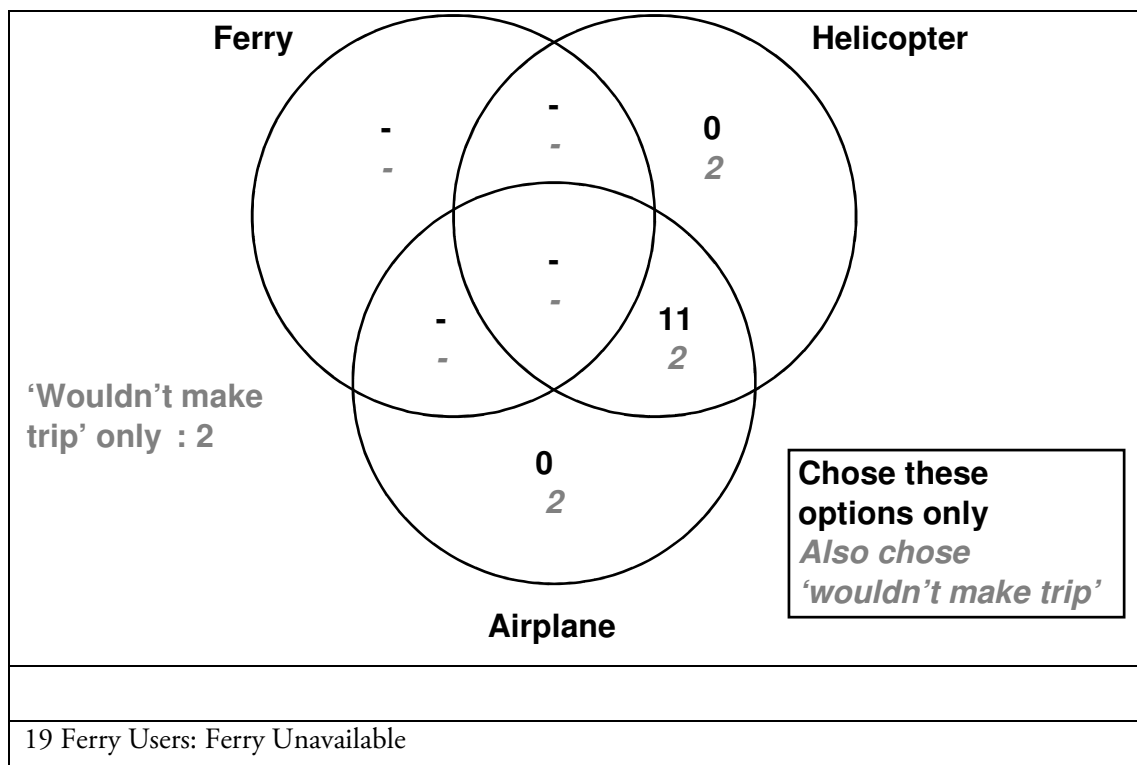 Ferry
Helicopter
-
-
-
-
0
2
-
-
-
-
11
2
‘Wouldn’t make
trip’ only : 2
0
2
Chose these
options only
Also chose
‘wouldn’t make trip’
Airplane
19 Ferry Users: Ferry Unavailable